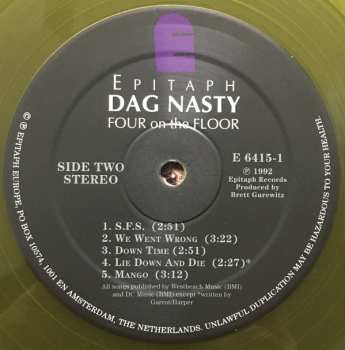 EPITAPH
DAG NASTY
FOUR on the FLOOR
SIDE TWO
STEREO
E 6415-1
℗ 1992
Epitaph Records
Produced by
Brett Gurewitz
1. S.F.S. (2:51)
2. WE WENT WRONG (3:22)
3. DOWN TIME (2:51)
4. LIE DOWN AND DIE (2:27)*
5. MANGO (3:12)
All songs published by Westbeach Music (BMI)
and DC Music (BMI) except *written by
Garrot/Harper
© ℗ EPITAPH EUROPE, PO BOX 10574, 1001 EN AMSTERDAM, THE NETHERLANDS. UNLAWFUL DUPLICATION MAY BE HAZARDOUS TO YOUR HEALTH.